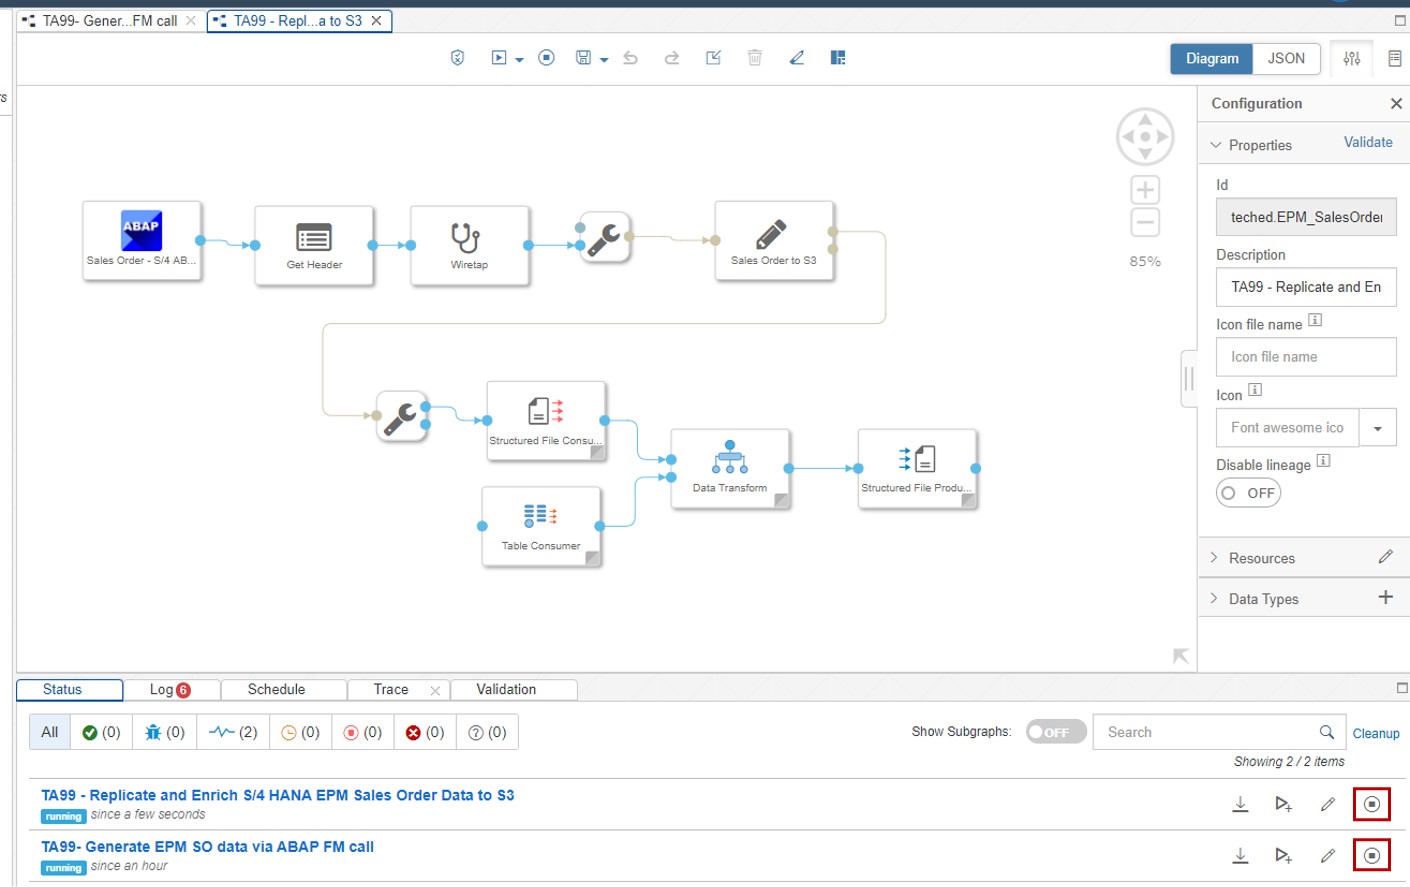 TA99- Gener...FM call
TA99 - Repl...a to S3
Diagram
JSON
rs
Configuration
Properties
Validate
Id
teched.EPM_SalesOrder
Description
TA99 - Replicate and En
Icon file name
Icon file name
Icon
Font awesome ico
Disable lineage
OFF
Resources
Data Types
85%
ABAP
Sales Order - S/4 AB...
Get Header
Wiretap
Sales Order to S3
Structured File Consu...
Table Consumer
Data Transform
Structured File Produ...
Status
Log 6
Schedule
Trace
Validation
All
(0)
(0)
(2)
(0)
(0)
(0)
(0)
Show Subgraphs:
OFF
Search
Cleanup
Showing 2 / 2 items
TA99 - Replicate and Enrich S/4 HANA EPM Sales Order Data to S3
running since a few seconds
TA99- Generate EPM SO data via ABAP FM call
running since an hour